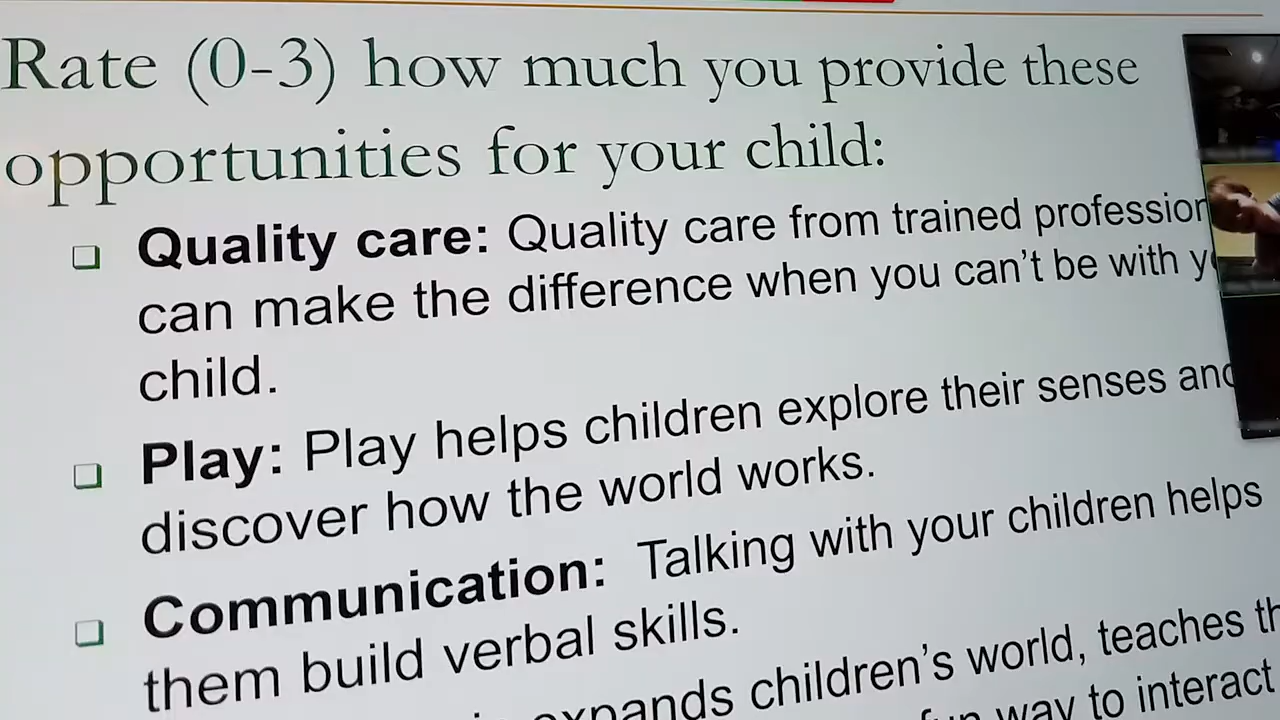 Rate (0-3) how much you provide these
opportunities for your child:
Quality care: Quality care from trained profession
can make the difference when you can't be with y
child.
Play: Play helps children explore their senses and
discover how the world works.
Communication: Talking with your children helps
them build verbal skills.
expands children's world, teaches th
fun way to interact